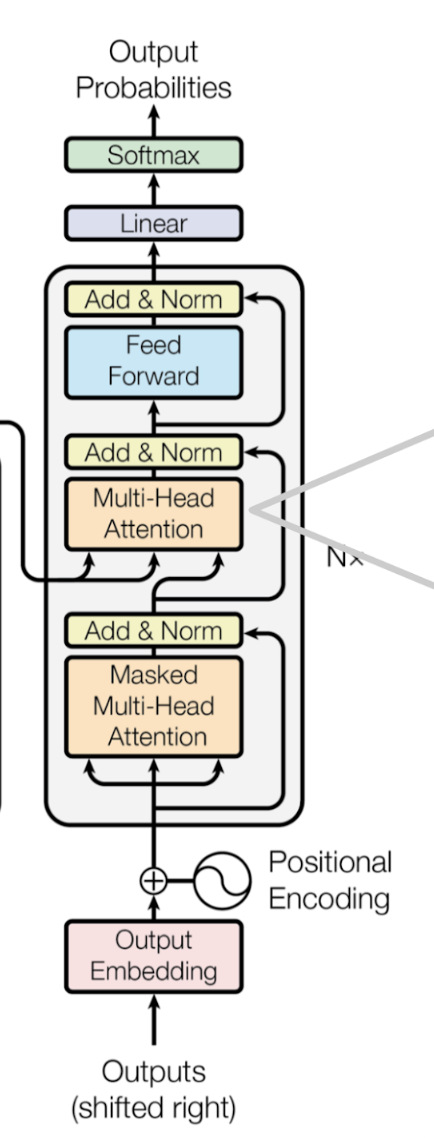 Output
Probabilities
Softmax
Linear
Add & Norm
Feed
Forward
Add & Norm
Multi-Head
Attention
N×
Add & Norm
Masked
Multi-Head
Attention
Positional
Encoding
Output
Embedding
Outputs
(shifted right)